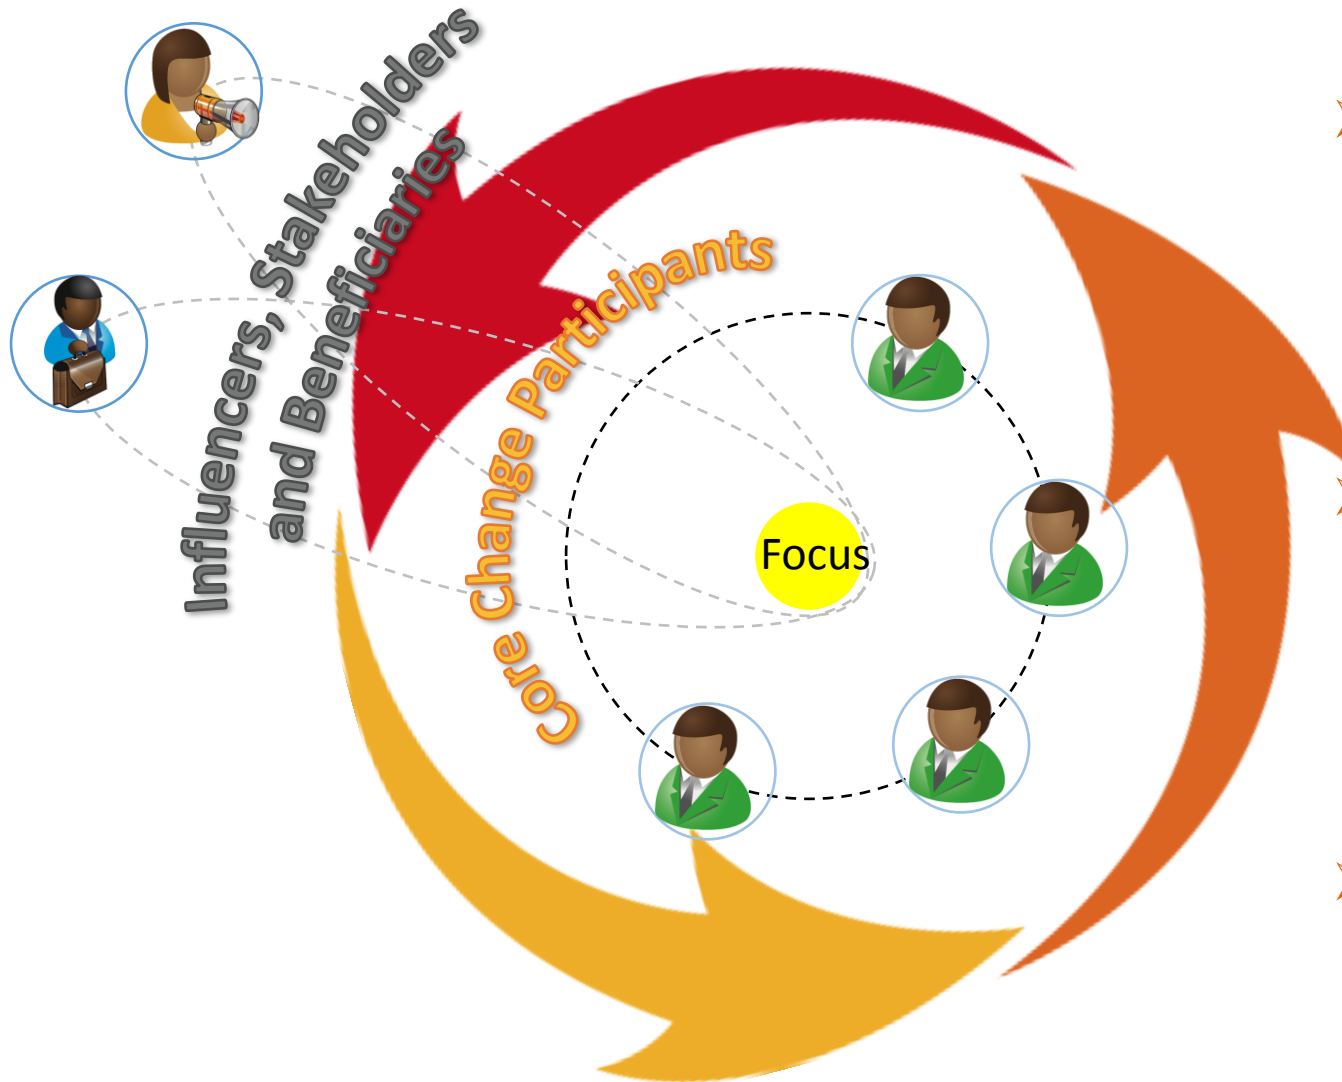 Influencers, Stakeholders
and Beneficiaries
Core Change Participants
Focus